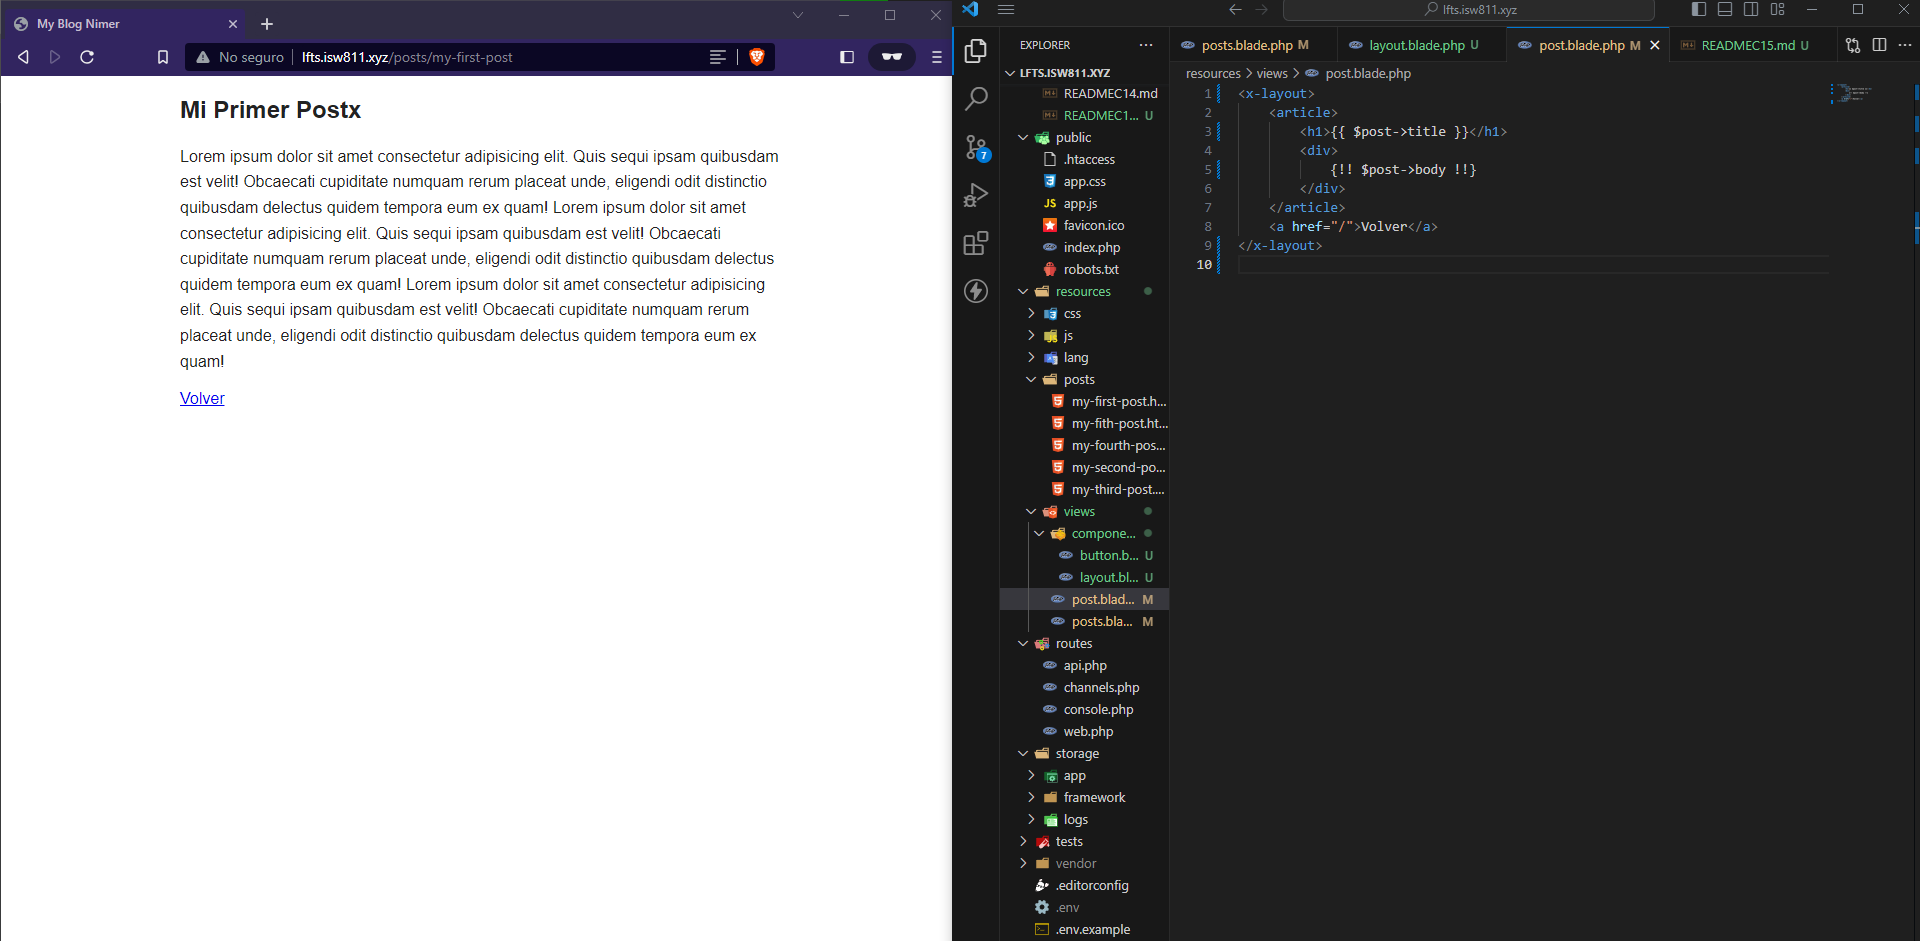 My Blog Nimer
No seguro
lfts.isw811.xyz/posts/my-first-post
Mi Primer Postx
Lorem ipsum dolor sit amet consectetur adipisicing elit. Quis sequi ipsam quibusdam
est velit! Obcaecati cupiditate numquam rerum placeat unde, eligendi odit distinctio
quibusdam delectus quidem tempora eum ex quam! Lorem ipsum dolor sit amet
consectetur adipisicing elit. Quis sequi ipsam quibusdam est velit! Obcaecati
cupiditate numquam rerum placeat unde, eligendi odit distinctio quibusdam delectus
quidem tempora eum ex quam! Lorem ipsum dolor sit amet consectetur adipisicing
elit. Quis sequi ipsam quibusdam est velit! Obcaecati cupiditate numquam rerum
placeat unde, eligendi odit distinctio quibusdam delectus quidem tempora eum ex
quam!
Volver
lfts.isw811.xyz
7
EXPLORER
LFTS.ISW811.XYZ
READMEC14.md
READMEC1... U
public
.htaccess
app.css
JS app.js
favicon.ico
index.php
robots.txt
resources
css
js
lang
posts
my-first-post.h...
my-fith-post.ht...
my-fourth-pos...
my-second-po...
my-third-post....
views
compone...
button.b... U
layout.bl... U
post.blad... M
posts.bla... M
routes
api.php
channels.php
console.php
web.php
storage
app
framework
logs
tests
vendor
.editorconfig
.env
.env.example
posts.blade.php M
layout.blade.php U
post.blade.php M
READMEC15.md U
resources > views > post.blade.php
1 <x-layout>
2 <article>
3 <h1>{{ $post->title }}</h1>
4 <div>
5 {!! $post->body !!}
6 </div>
7 </article>
8 <a href="/">Volver</a>
9 </x-layout>
10